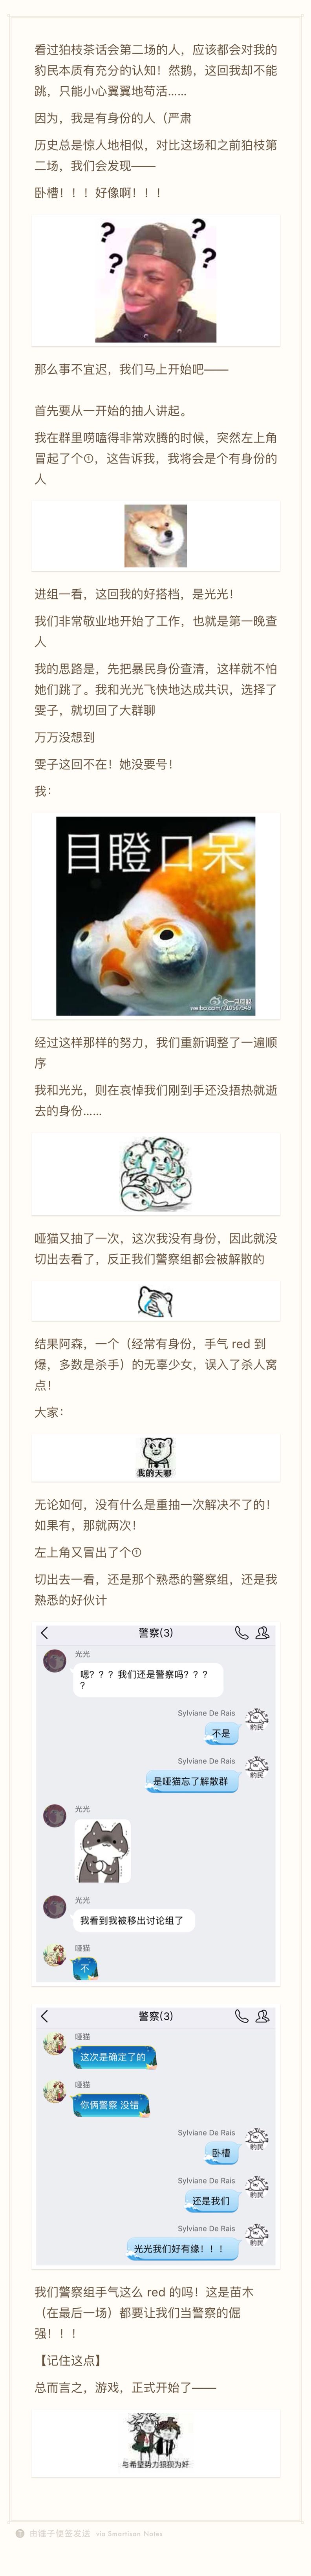 看过狛枝茶话会第二场的人，应该都会对我的
豹民本质有充分的认知！然鹅，这回我却不能
跳，只能小心翼翼地苟活……
因为，我是有身份的人（严肃
历史总是惊人地相似，对比这场和之前狛枝第
二场，我们会发现——
卧槽！！！好像啊！！！
? ? ? ?
那么事不宜迟，我们马上开始吧——
首先要从一开始的抽人讲起。
我在群里唠嗑得非常欢腾的时候，突然左上角
冒起了个①，这告诉我，我将会是个有身份的
人
进组一看，这回我的好搭档，是光光！
我们非常敬业地开始了工作，也就是第一晚查
人
我的思路是，先把暴民身份查清，这样就不怕
她们跳了。我和光光飞快地达成共识，选择了
雯子，就切回了大群聊
万万没想到
雯子这回不在！她没要号！
我：
目瞪口呆
经过这样那样的努力，我们重新调整了一遍顺
序
我和光光，则在哀悼我们刚到手还没捂热就逝
去的身份……
哑猫又抽了一次，这次我没有身份，因此就没
切出去看了，反正我们警察组都会被解散的
结果阿森，一个（经常有身份，手气 red 到
爆，多数是杀手）的无辜少女，误入了杀人窝
点！
大家：
我的天哪
无论如何，没有什么是重抽一次解决不了的！
如果有，那就两次！
左上角又冒出了个①
切出去一看，还是那个熟悉的警察组，还是我
熟悉的好伙计
警察(3)
光光
嗯？？？我们还是警察吗？？？
？
Sylviane De Rais
不是
豹民
Sylviane De Rais
是哑猫忘了解散群
豹民
光光
光光
我看到我被移出讨论组了
哑猫
不
警察(3)
哑猫
这次是确定了的
哑猫
你俩警察 没错
Sylviane De Rais
卧槽
豹民
Sylviane De Rais
还是我们
豹民
Sylviane De Rais
光光我们好有缘！！！
豹民
我们警察组手气这么 red 的吗！这是苗木
（在最后一场）都要让我们当警察的倔
强！！！
【记住这点】
总而言之，游戏，正式开始了——
与希望势力狼狈为奸
由锤子便签发送 via Smartisan Notes